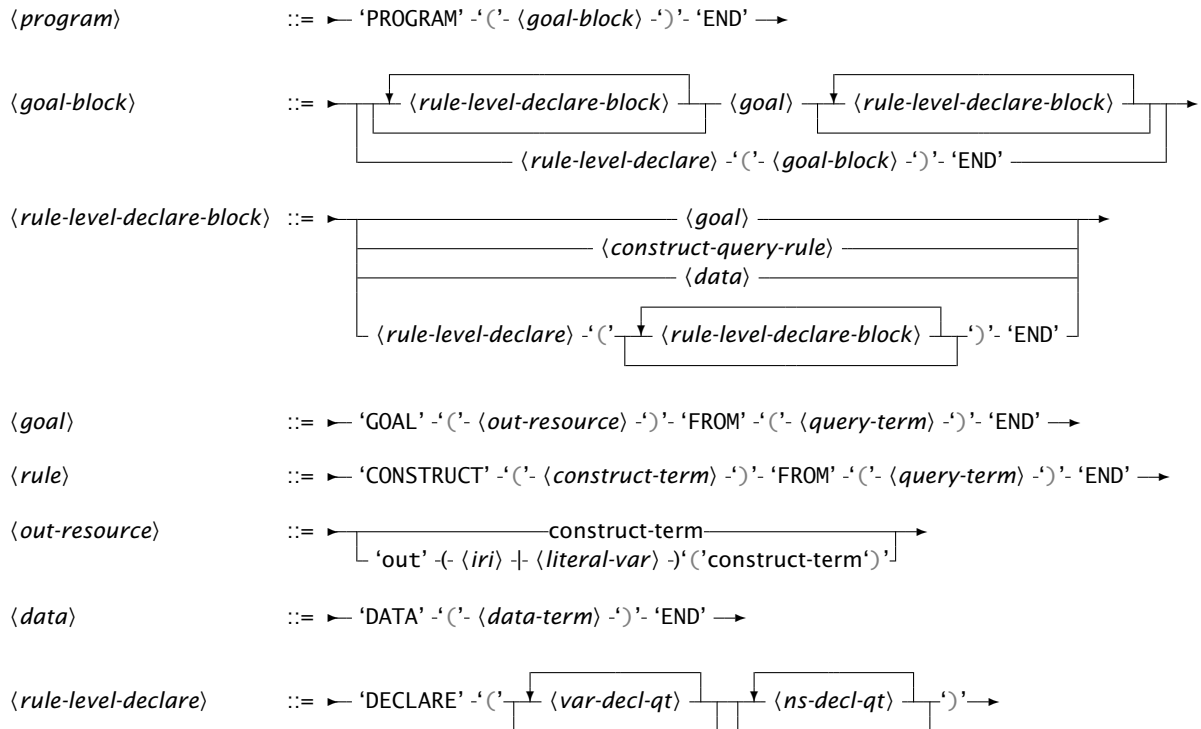 ⟨program⟩ ::= ‘PROGRAM’ -‘(’- ⟨goal-block⟩ -‘)’- ‘END’
⟨goal-block⟩ ::= ⟨rule-level-declare-block⟩ ⟨goal⟩ ⟨rule-level-declare-block⟩
⟨rule-level-declare⟩ -‘(’- ⟨goal-block⟩ -‘)’- ‘END’
⟨rule-level-declare-block⟩ ::= ⟨goal⟩
⟨construct-query-rule⟩
⟨data⟩
⟨rule-level-declare⟩ -‘(’ ⟨rule-level-declare-block⟩ ‘)’- ‘END’
⟨goal⟩ ::= ‘GOAL’ -‘(’- ⟨out-resource⟩ -‘)’- ‘FROM’ -‘(’- ⟨query-term⟩ -‘)’- ‘END’
⟨rule⟩ ::= ‘CONSTRUCT’ -‘(’- ⟨construct-term⟩ -‘)’- ‘FROM’ -‘(’- ⟨query-term⟩ -‘)’- ‘END’
⟨out-resource⟩ ::= construct-term
‘out’ -(- ⟨iri⟩ -|- ⟨literal-var⟩ -)‘(’construct-term‘)’
⟨data⟩ ::= ‘DATA’ -‘(’- ⟨data-term⟩ -‘)’- ‘END’
⟨rule-level-declare⟩ ::= ‘DECLARE’ -‘(’ ⟨var-decl-qt⟩ ⟨ns-decl-qt⟩ ‘)’